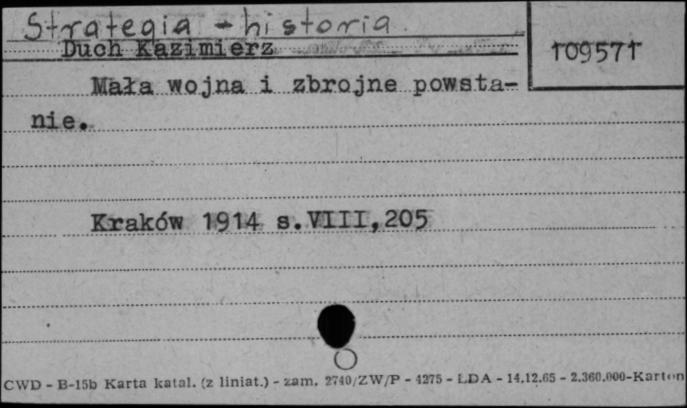 Strategia - historia
Duch Kazimierz
109571
Mała wojna i zbrojne powsta-
nie.
Kraków 1914 s.VIII,205
CWD - B-15b Karta katal. (z liniat.) - zam. 2740/ZW/P - 4275 - LDA - 14.12.65 - 2.360.000-Karton